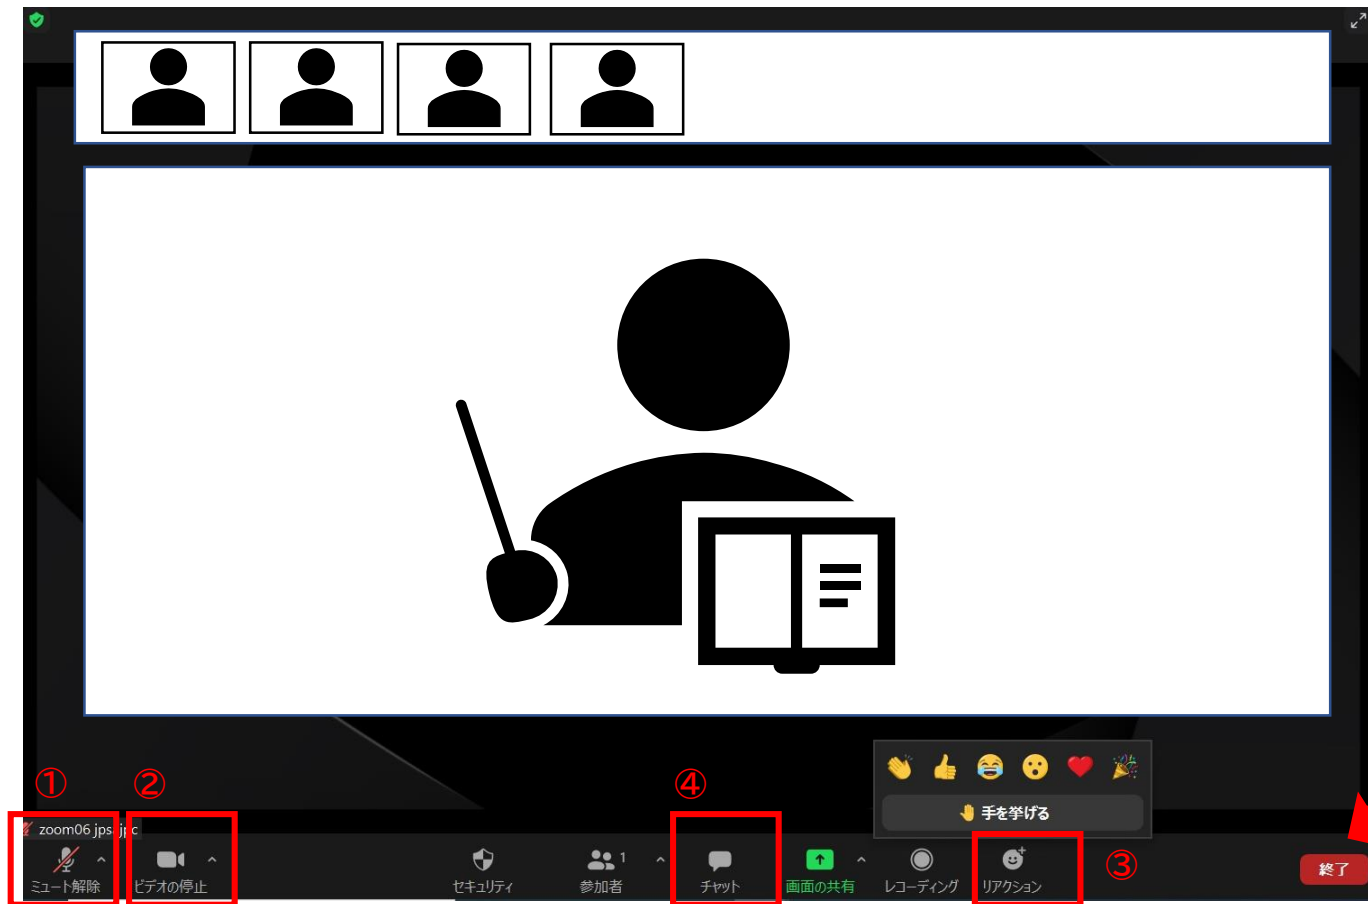 ① ② ④
手を挙げる
zoom06 jps jpc
1
③
ミュート解除 ビデオの停止 セキュリティ 参加者 チャット 画面の共有 レコーディング リアクション 終了